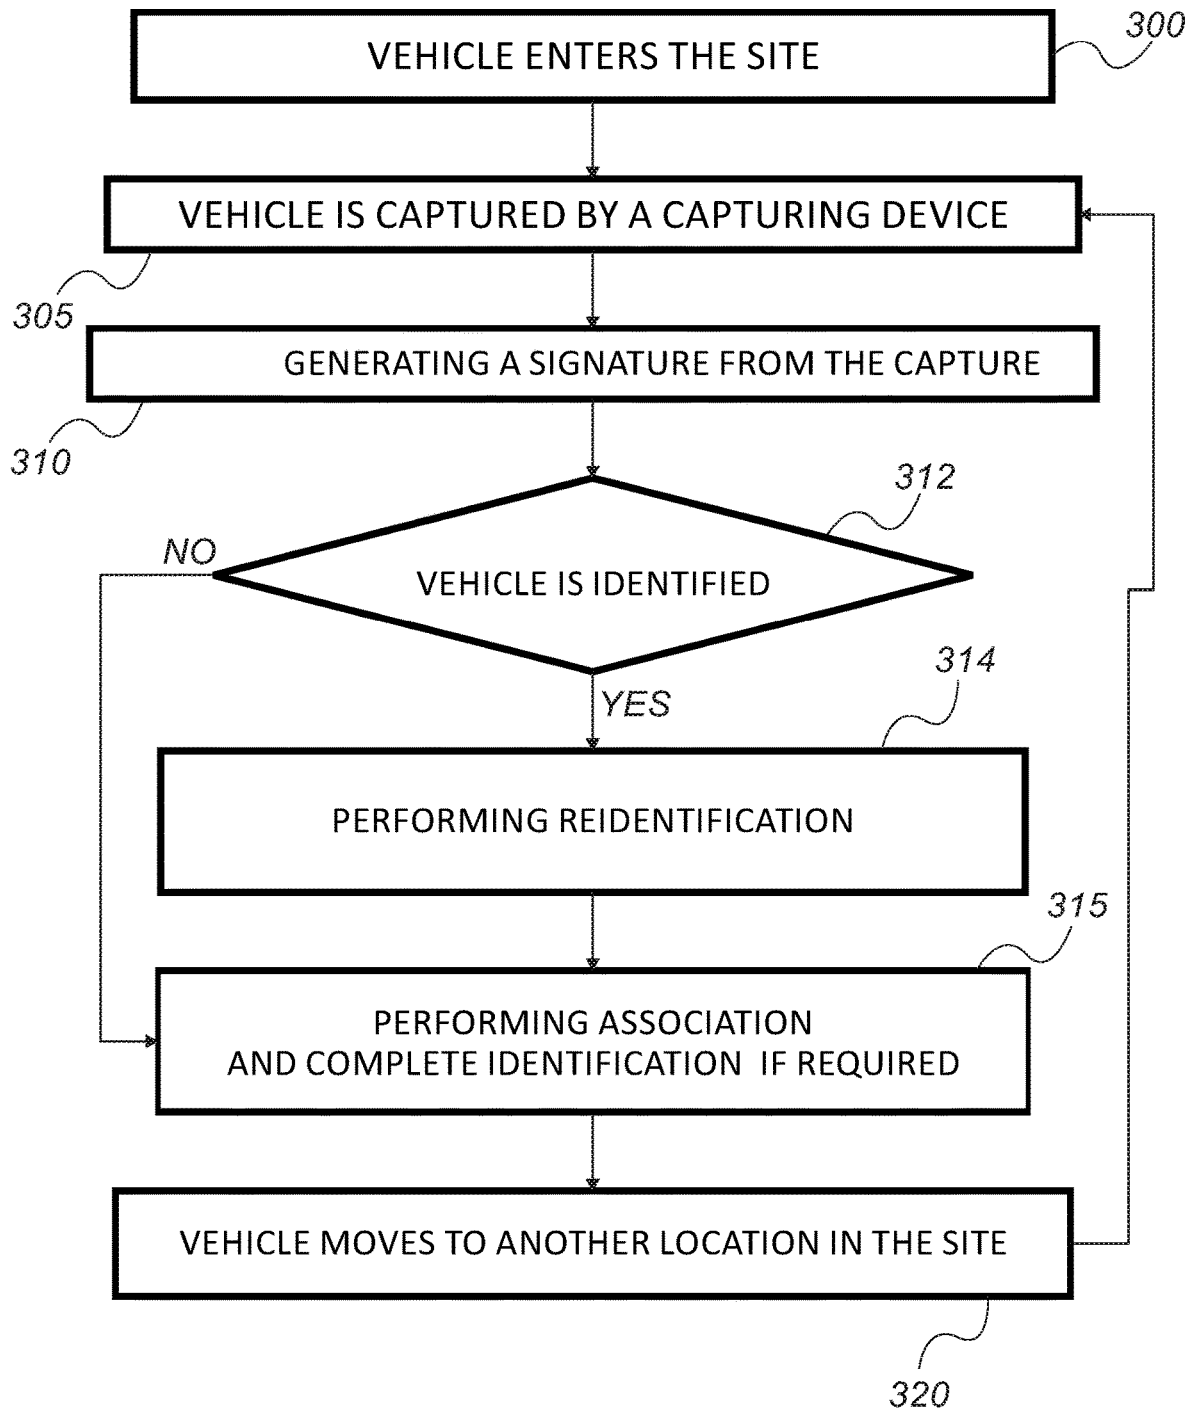 300
VEHICLE ENTERS THE SITE
VEHICLE IS CAPTURED BY A CAPTURING DEVICE
305
GENERATING A SIGNATURE FROM THE CAPTURE
310
312
NO
VEHICLE IS IDENTIFIED
314
YES
PERFORMING REIDENTIFICATION
315
PERFORMING ASSOCIATION
AND COMPLETE IDENTIFICATION IF REQUIRED
VEHICLE MOVES TO ANOTHER LOCATION IN THE SITE
320